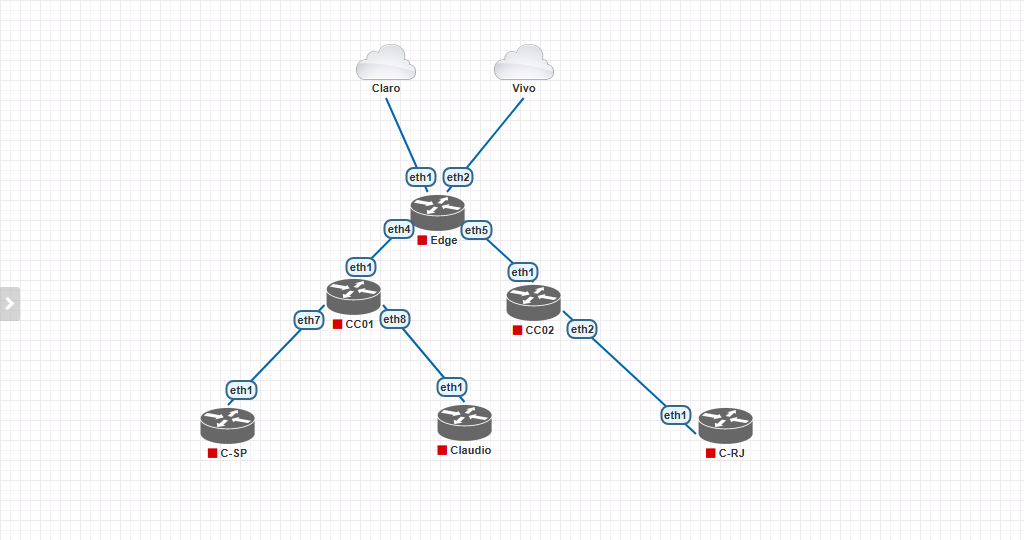 Claro
Vivo
eth1
eth2
eth4
eth5
Edge
eth1
eth1
eth7
CC01
eth8
CC02
eth2
eth1
eth1
eth1
C-SP
Claudio
C-RJ